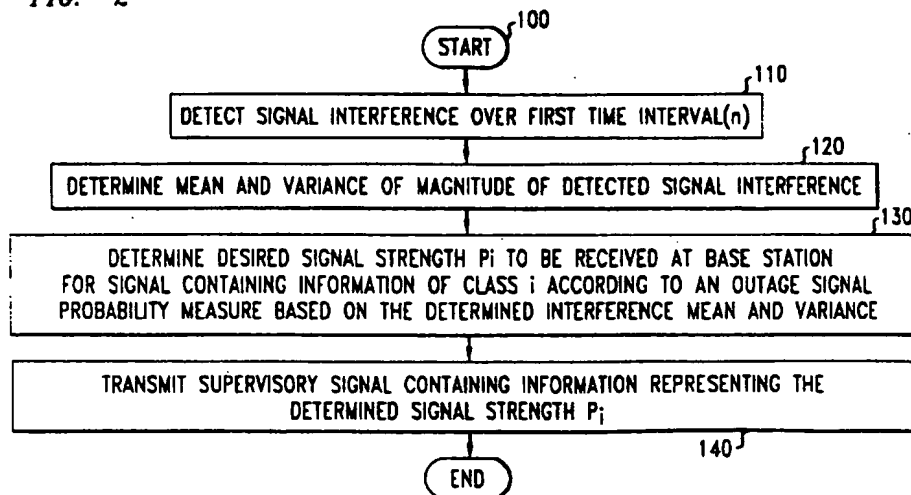 FIG. 2
100
START
110
DETECT SIGNAL INTERFERENCE OVER FIRST TIME INTERVAL(n)
120
DETERMINE MEAN AND VARIANCE OF MAGNITUDE OF DETECTED SIGNAL INTERFERENCE
130
DETERMINE DESIRED SIGNAL STRENGTH Pi TO BE RECEIVED AT BASE STATION
FOR SIGNAL CONTAINING INFORMATION OF CLASS i ACCORDING TO AN OUTAGE SIGNAL
PROBABILITY MEASURE BASED ON THE DETERMINED INTERFERENCE MEAN AND VARIANCE
TRANSMIT SUPERVISORY SIGNAL CONTAINING INFORMATION REPRESENTING THE
DETERMINED SIGNAL STRENGTH Pi
140
END